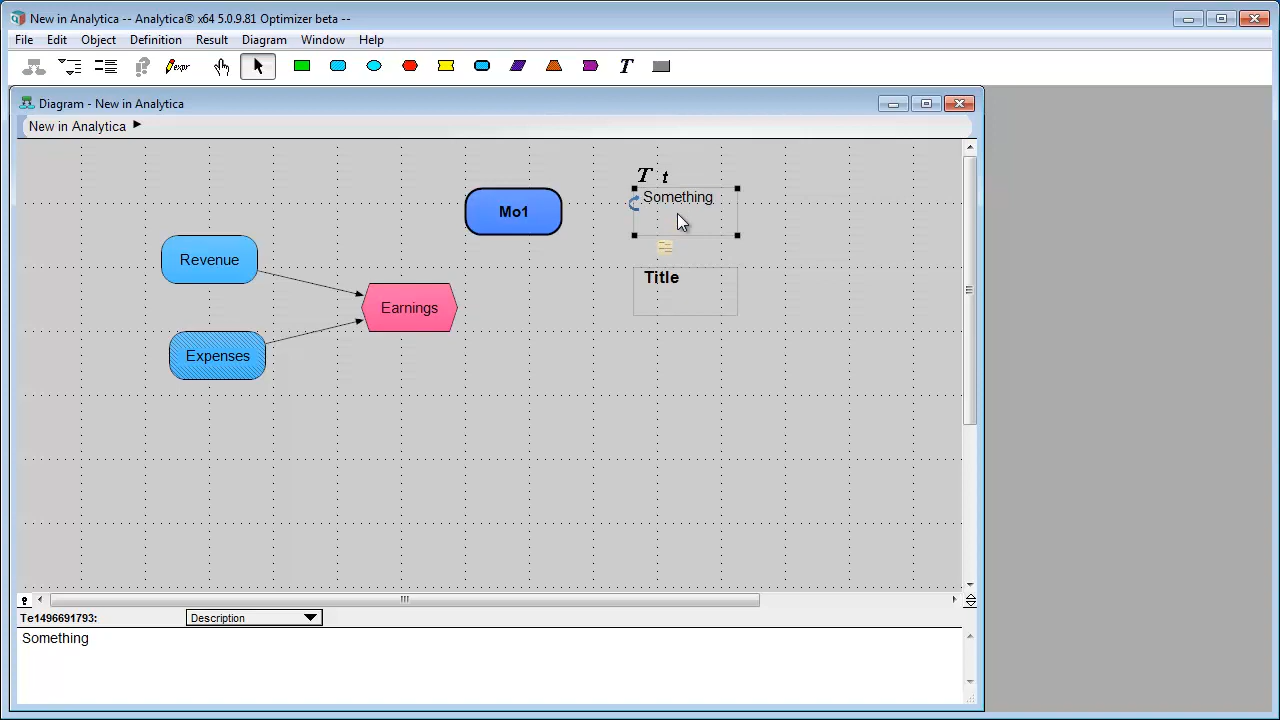 New in Analytica -- Analytica® x64 5.0.9.81 Optimizer beta --
File Edit Object Definition Result Diagram Window Help
expr T
Diagram - New in Analytica
New in Analytica
T t
Something
Mo1
Revenue
Title
Earnings
Expenses
Te1496691793: Description
Something